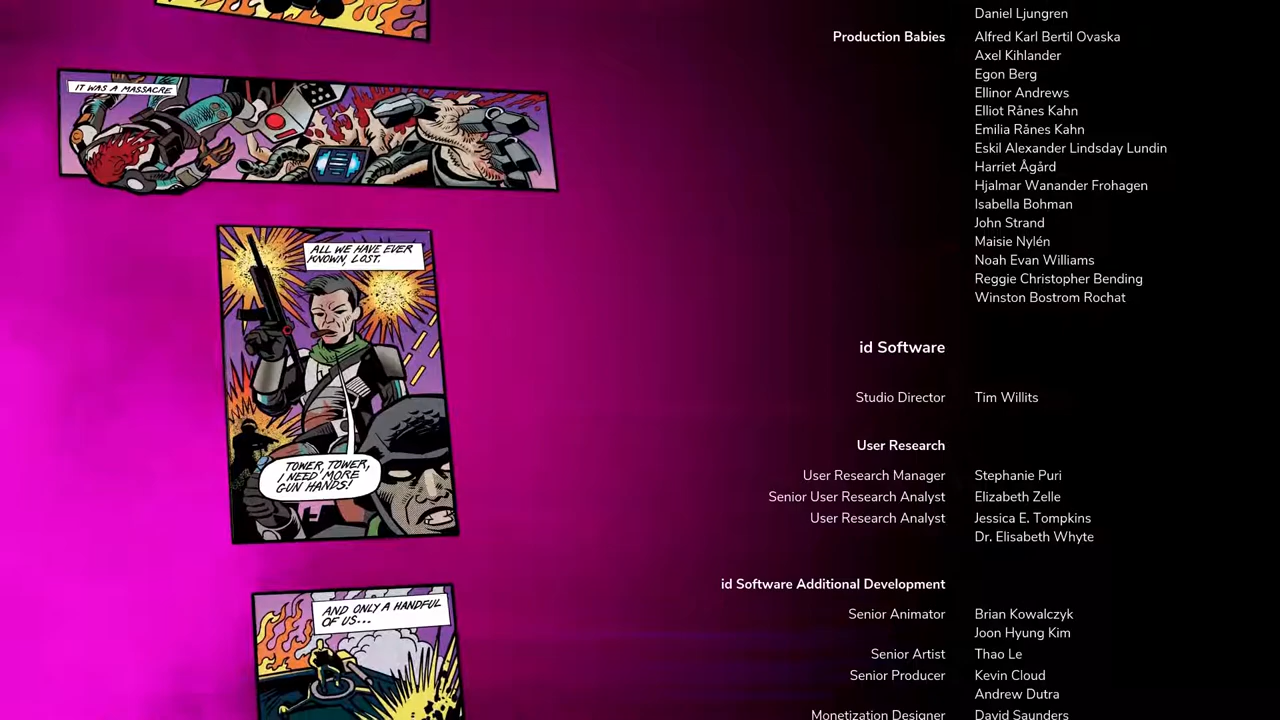 IT WAS A MASSACRE
ALL WE HAVE EVER
KNOWN, LOST.
TOWER, TOWER,
I NEED MORE
GUN HANDS!
AND ONLY A HANDFUL
OF US...
Daniel Ljungren
Production Babies Alfred Karl Bertil Ovaska
Axel Kihlander
Egon Berg
Ellinor Andrews
Elliot Rånes Kahn
Emilia Rånes Kahn
Eskil Alexander Lindsday Lundin
Harriet Ågård
Hjalmar Wanander Frohagen
Isabella Bohman
John Strand
Maisie Nylén
Noah Evan Williams
Reggie Christopher Bending
Winston Bostrom Rochat
id Software
Studio Director Tim Willits
User Research
User Research Manager Stephanie Puri
Senior User Research Analyst Elizabeth Zelle
User Research Analyst Jessica E. Tompkins
Dr. Elisabeth Whyte
id Software Additional Development
Senior Animator Brian Kowalczyk
Joon Hyung Kim
Senior Artist Thao Le
Senior Producer Kevin Cloud
Andrew Dutra
Monetization Designer David Saunders